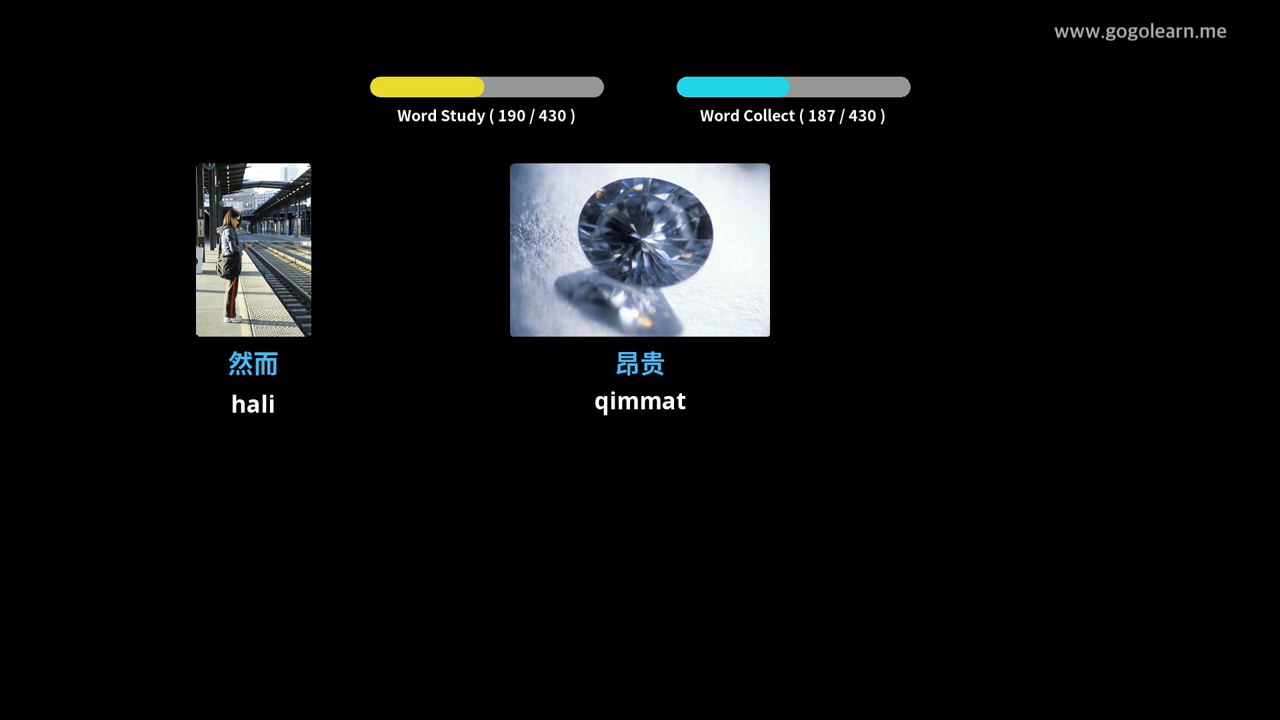 www.gogolearn.me
Word Study ( 190 / 430 )
Word Collect ( 187 / 430 )
然而
hali
昂贵
qimmat